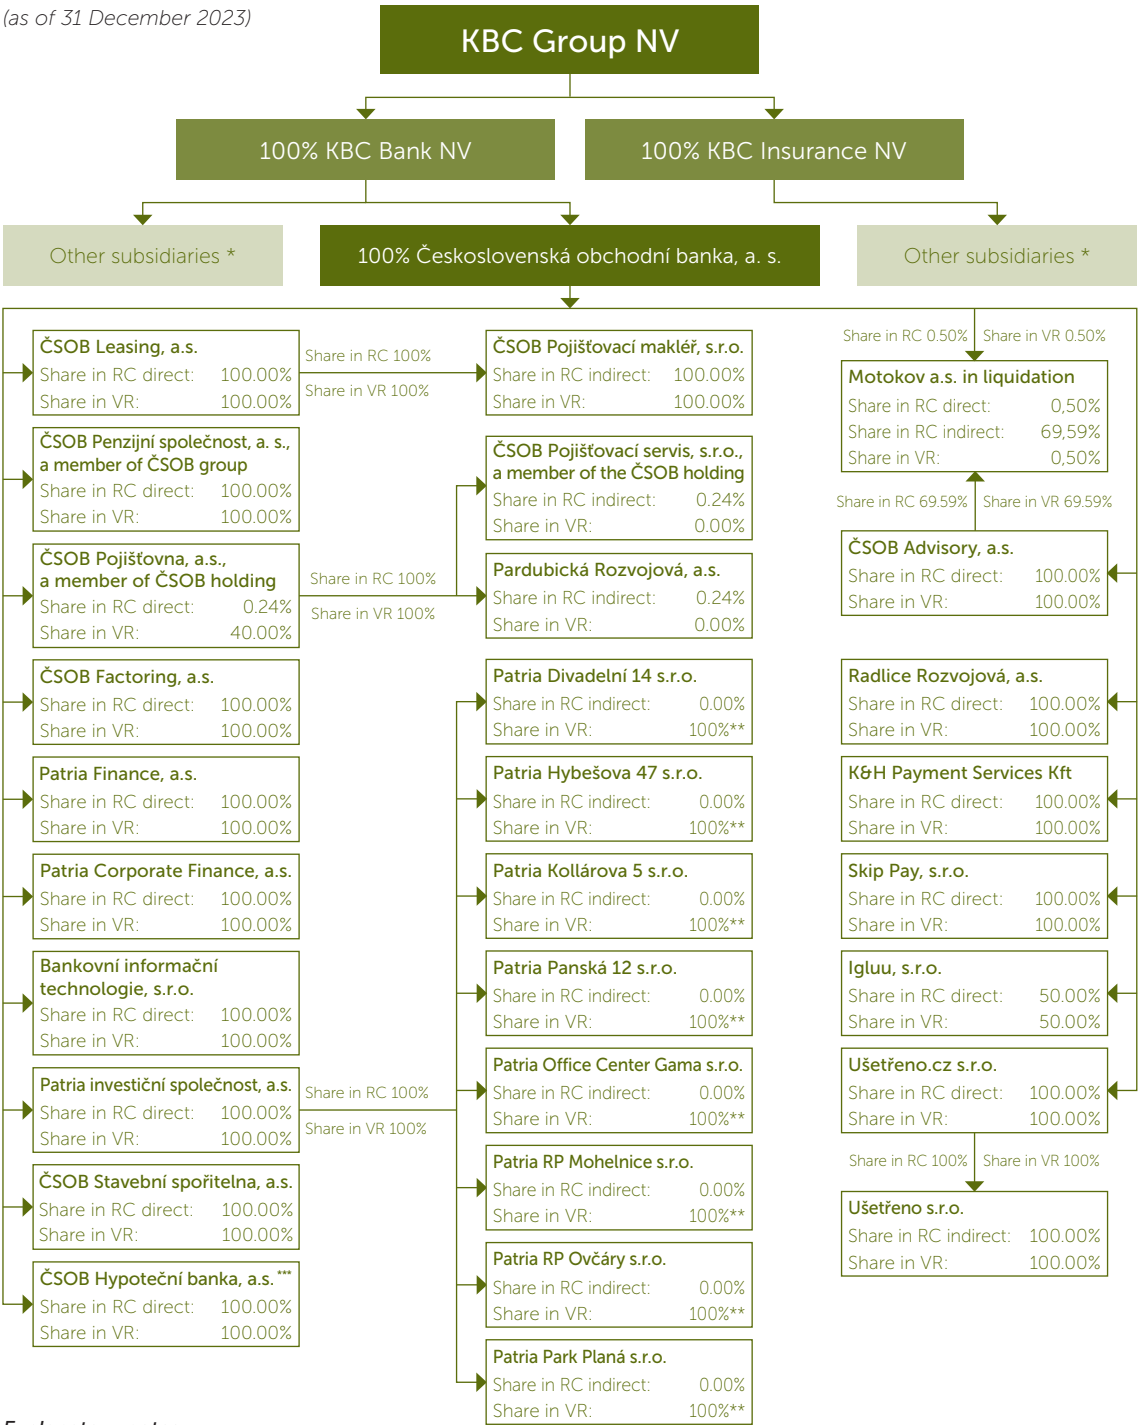 (as of 31 December 2023)
KBC Group NV
100% KBC Bank NV
100% KBC Insurance NV
Other subsidiaries *
100% Československá obchodní banka, a. s.
Other subsidiaries *
ČSOB Leasing, a.s.
Share in RC direct: 100.00%
Share in VR: 100.00%
Share in RC 100%
Share in VR 100%
ČSOB Pojišťovací makléř, s.r.o.
Share in RC indirect: 100.00%
Share in VR: 100.00%
ČSOB Penzijní společnost, a. s.,
a member of ČSOB group
Share in RC direct: 100.00%
Share in VR: 100.00%
ČSOB Pojišťovna, a.s.,
a member of ČSOB holding
Share in RC direct: 0.24%
Share in VR: 40.00%
Share in RC 100%
Share in VR 100%
ČSOB Pojišťovací servis, s.r.o.,
a member of the ČSOB holding
Share in RC indirect: 0.24%
Share in VR: 0.00%
Pardubická Rozvojová, a.s.
Share in RC indirect: 0.24%
Share in VR: 0.00%
ČSOB Factoring, a.s.
Share in RC direct: 100.00%
Share in VR: 100.00%
Patria Finance, a.s.
Share in RC direct: 100.00%
Share in VR: 100.00%
Patria Corporate Finance, a.s.
Share in RC direct: 100.00%
Share in VR: 100.00%
Bankovní informační
technologie, s.r.o.
Share in RC direct: 100.00%
Share in VR: 100.00%
Patria investiční společnost, a.s.
Share in RC direct: 100.00%
Share in VR: 100.00%
Share in RC 100%
Share in VR 100%
ČSOB Stavební spořitelna, a.s.
Share in RC direct: 100.00%
Share in VR: 100.00%
ČSOB Hypoteční banka, a.s.***
Share in RC direct: 100.00%
Share in VR: 100.00%
Patria Divadelní 14 s.r.o.
Share in RC indirect: 0.00%
Share in VR: 100%**
Patria Hybešova 47 s.r.o.
Share in RC indirect: 0.00%
Share in VR: 100%**
Patria Kollárova 5 s.r.o.
Share in RC indirect: 0.00%
Share in VR: 100%**
Patria Panská 12 s.r.o.
Share in RC indirect: 0.00%
Share in VR: 100%**
Patria Office Center Gama s.r.o.
Share in RC indirect: 0.00%
Share in VR: 100%**
Patria RP Mohelnice s.r.o.
Share in RC indirect: 0.00%
Share in VR: 100%**
Patria RP Ovčáry s.r.o.
Share in RC indirect: 0.00%
Share in VR: 100%**
Patria Park Planá s.r.o.
Share in RC indirect: 0.00%
Share in VR: 100%**
Share in RC 0.50% Share in VR 0.50%
Motokov a.s. in liquidation
Share in RC direct: 0,50%
Share in RC indirect: 69,59%
Share in VR: 0,50%
Share in RC 69.59% Share in VR 69.59%
ČSOB Advisory, a.s.
Share in RC direct: 100.00%
Share in VR: 100.00%
Radlice Rozvojová, a.s.
Share in RC direct: 100.00%
Share in VR: 100.00%
K&H Payment Services Kft
Share in RC direct: 100.00%
Share in VR: 100.00%
Skip Pay, s.r.o.
Share in RC direct: 100.00%
Share in VR: 100.00%
Igluu, s.r.o.
Share in RC direct: 50.00%
Share in VR: 50.00%
Ušetřeno.cz s.r.o.
Share in RC direct: 100.00%
Share in VR: 100.00%
Share in RC 100% Share in VR 100%
Ušetřeno s.r.o.
Share in RC indirect: 100.00%
Share in VR: 100.00%